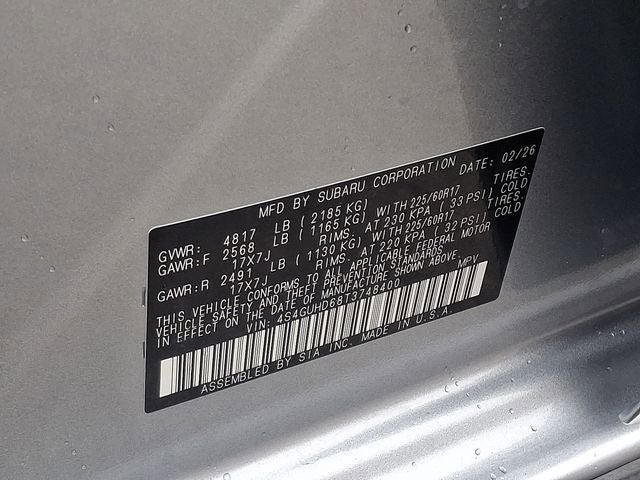 MFD BY SUBARU CORPORATION DATE: 02/26
GVWR: 4817 LB (2185 KG)
GAWR:F 2568 LB (1165 KG) WITH 225/60R17 TIRES.
17X7J RIMS. AT 230 KPA (33 PSI) COLD
GAWR:R 2491 LB (1130 KG) WITH 225/60R17 TIRES.
17X7J RIMS. AT 220 KPA (32 PSI) COLD
THIS VEHICLE CONFORMS TO ALL APPLICABLE FEDERAL MOTOR
VEHICLE SAFETY AND THEFT PREVENTION STANDARDS
IN EFFECT ON THE DATE OF MANUFACTURE SHOWN ABOVE.
VIN: 4S4GUHD68T3748400 MPV
ASSEMBLED BY SIA INC. MADE IN U.S.A.